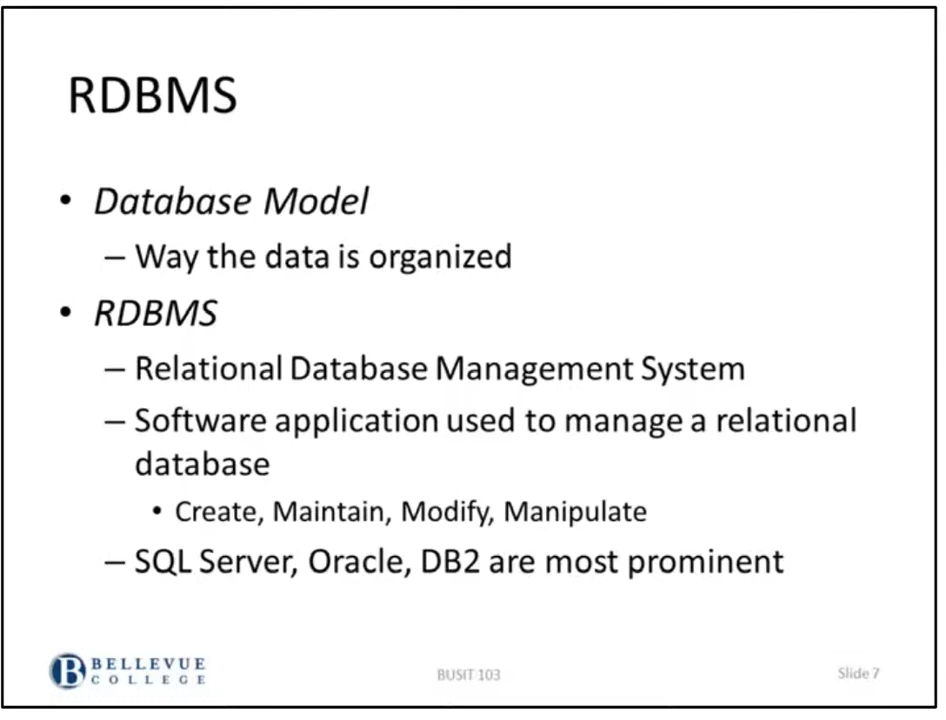 RDBMS
• Database Model
– Way the data is organized
• RDBMS
– Relational Database Management System
– Software application used to manage a relational
database
• Create, Maintain, Modify, Manipulate
– SQL Server, Oracle, DB2 are most prominent
B BELLEVUE
COLLEGE
BUSIT 103
Slide 7